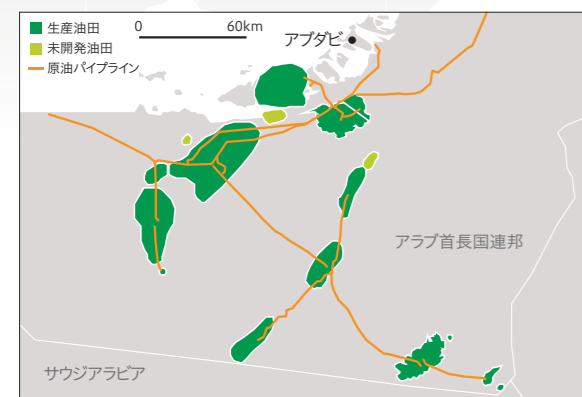 生産油田
未開発油田
原油パイプライン
0 60km
アブダビ
アラブ首長国連邦
サウジアラビア